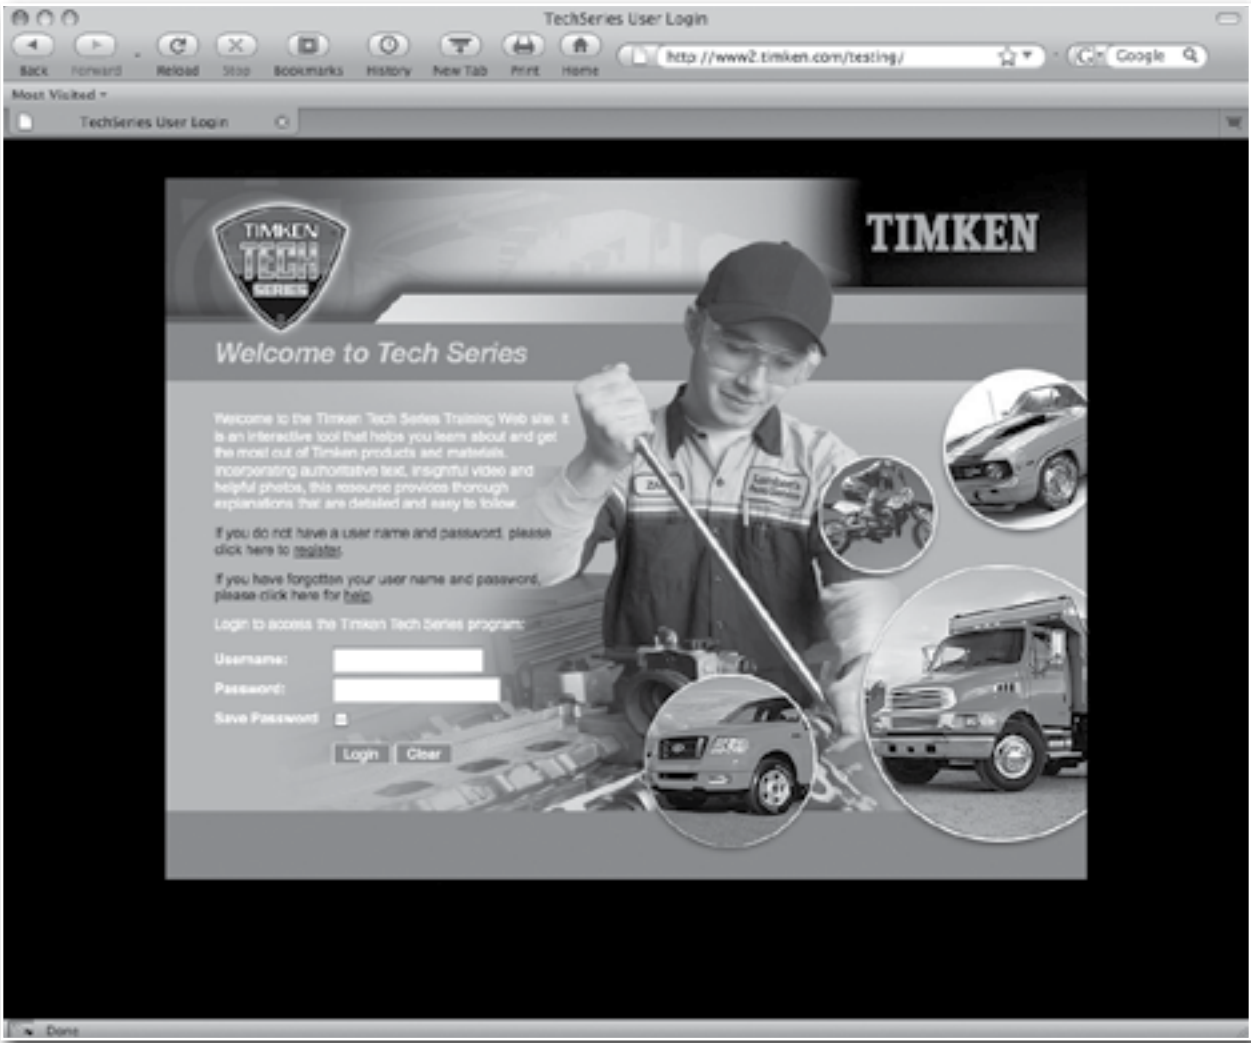 TechSeries User Login
Back Forward Reload Stop Bookmarks History New Tab Print Home
http://www2.timken.com/testing/
Google
Most Visited
TechSeries User Login
TIMKEN
TECH
SERIES
TIMKEN
Welcome to Tech Series
Welcome to the Timken Tech Series Training Web site. It
is an interactive tool that helps you learn about and get
the most out of Timken products and materials.
Incorporating authoritative text, insightful video and
helpful photos, this resource provides thorough
explanations that are detailed and easy to follow.
If you do not have a user name and password, please
click here to register.
If you have forgotten your user name and password,
please click here for help.
Login to access the Timken Tech Series program:
Username:
Password:
Save Password
Login Clear
Done